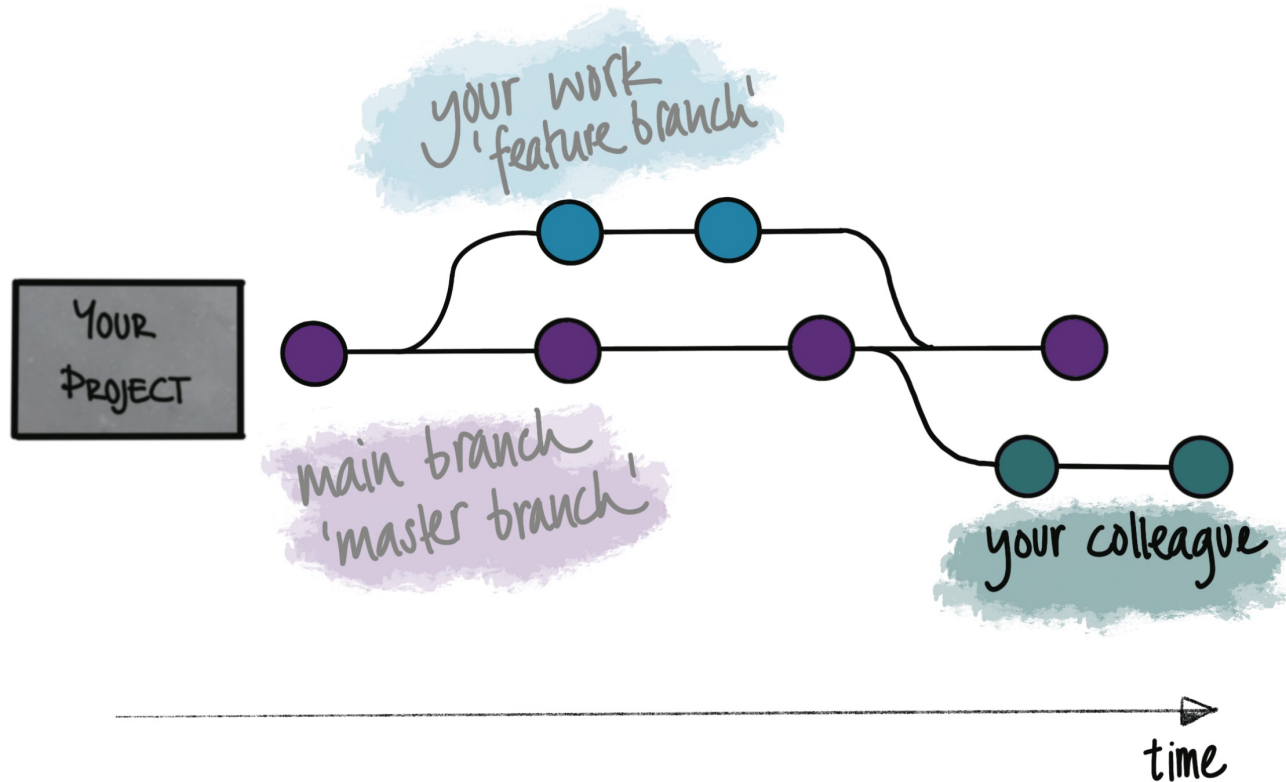 your work
'feature branch'
YOUR
PROJECT
main branch
'master branch'
your colleague
time